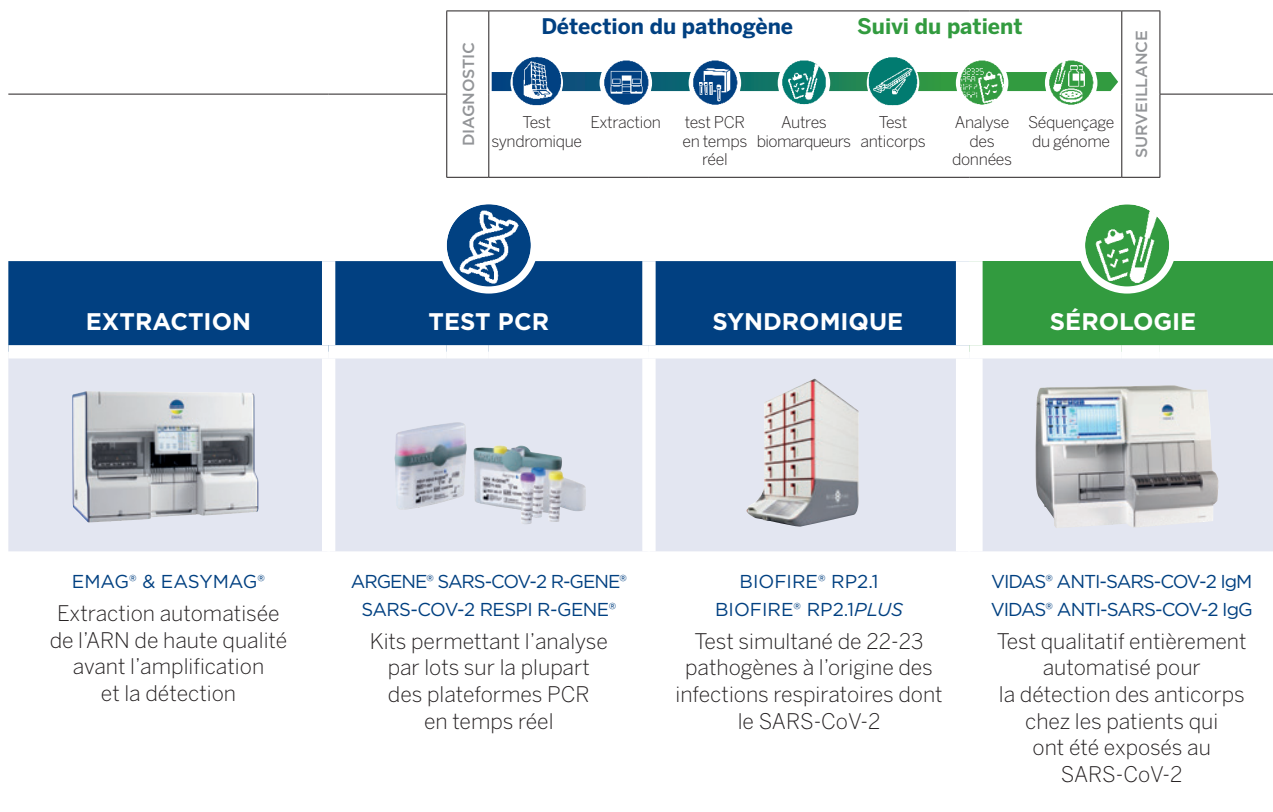 DIAGNOSTIC
Détection du pathogène
Suivi du patient
SURVEILLANCE
Test
syndromique
Extraction
test PCR
en temps
réel
Autres
biomarqueurs
Test
anticorps
Analyse
des
données
Séquençage
du génome
EXTRACTION
TEST PCR
SYNDROMIQUE
SÉROLOGIE
EMAG® & EASYMAG®
Extraction automatisée
de l'ARN de haute qualité
avant l'amplification
et la détection
ARGENE® SARS-COV-2 R-GENE®
SARS-COV-2 RESPI R-GENE®
Kits permettant l'analyse
par lots sur la plupart
des plateformes PCR
en temps réel
BIOFIRE® RP2.1
BIOFIRE® RP2.1PLUS
Test simultané de 22-23
pathogènes à l'origine des
infections respiratoires dont
le SARS-CoV-2
VIDAS® ANTI-SARS-COV-2 IgM
VIDAS® ANTI-SARS-COV-2 IgG
Test qualitatif entièrement
automatisé pour
la détection des anticorps
chez les patients qui
ont été exposés au
SARS-CoV-2